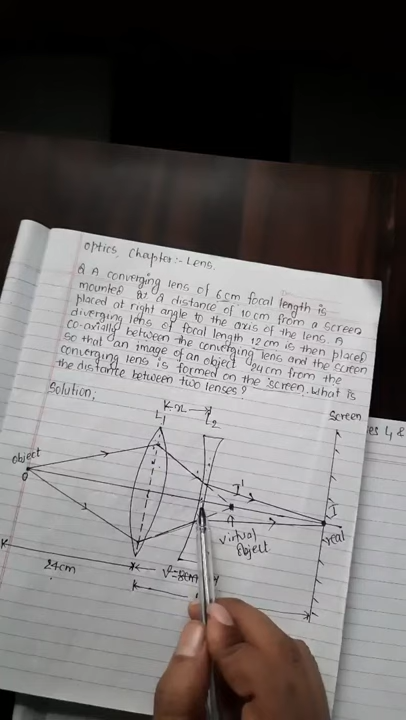 Optics, Chapter:- Lens.
Q A converging lens of 6cm focal length is
mounted at a distance of 10cm from a screen
placed at right angle to the axis of the lens. A
diverging lens of focal length 12cm is then placed
co-axially between the converging lens and the screen
so that an image of an object 24cm from the
converging lens is formed on the screen. What is
the distance between two lenses?
Solution;
x
L1
L2
Screen
object
O
I'
I
real
virtual
object
24cm